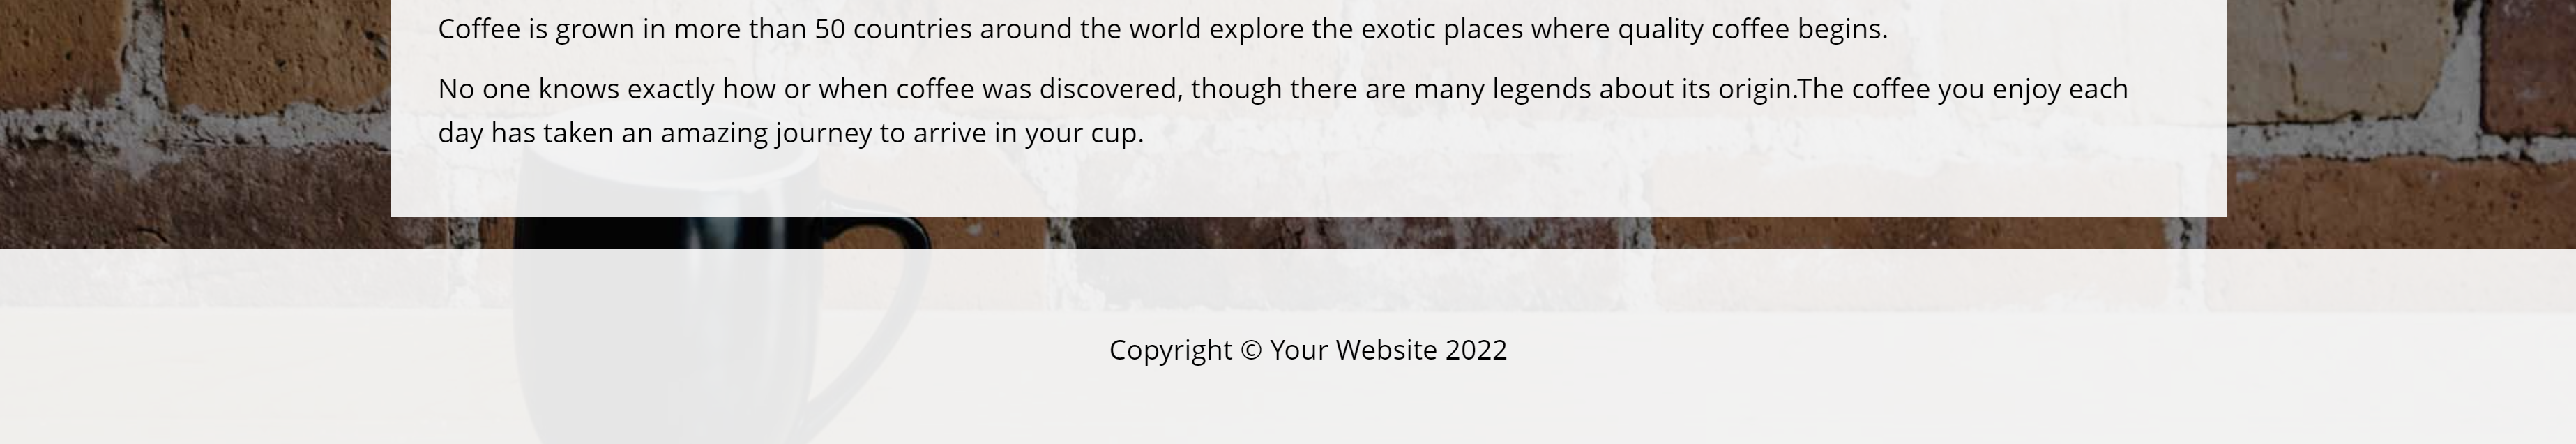 Coffee is grown in more than 50 countries around the world explore the exotic places where quality coffee begins.
No one knows exactly how or when coffee was discovered, though there are many legends about its origin.The coffee you enjoy each
day has taken an amazing journey to arrive in your cup.
Copyright © Your Website 2022